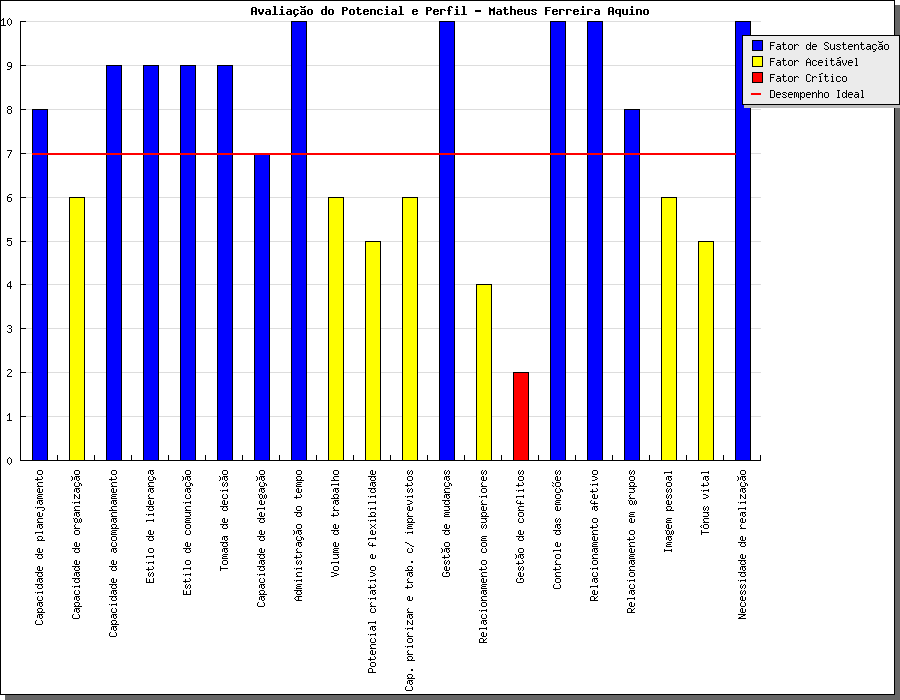 Avaliação do Potencial e Perfil - Matheus Ferreira Aquino
Fator de Sustentação
Fator Aceitável
Fator Crítico
Desempenho Ideal
10
9
8
7
6
5
4
3
2
1
0
Capacidade de planejamento
Capacidade de organização
Capacidade de acompanhamento
Estilo de liderança
Estilo de comunicação
Tomada de decisão
Capacidade de delegação
Administração do tempo
Volume de trabalho
Potencial criativo e flexibilidade
Cap. priorizar e trab. c/ imprevistos
Gestão de mudanças
Relacionamento com superiores
Gestão de conflitos
Controle das emoções
Relacionamento afetivo
Relacionamento em grupos
Imagem pessoal
Tônus vital
Necessidade de realização